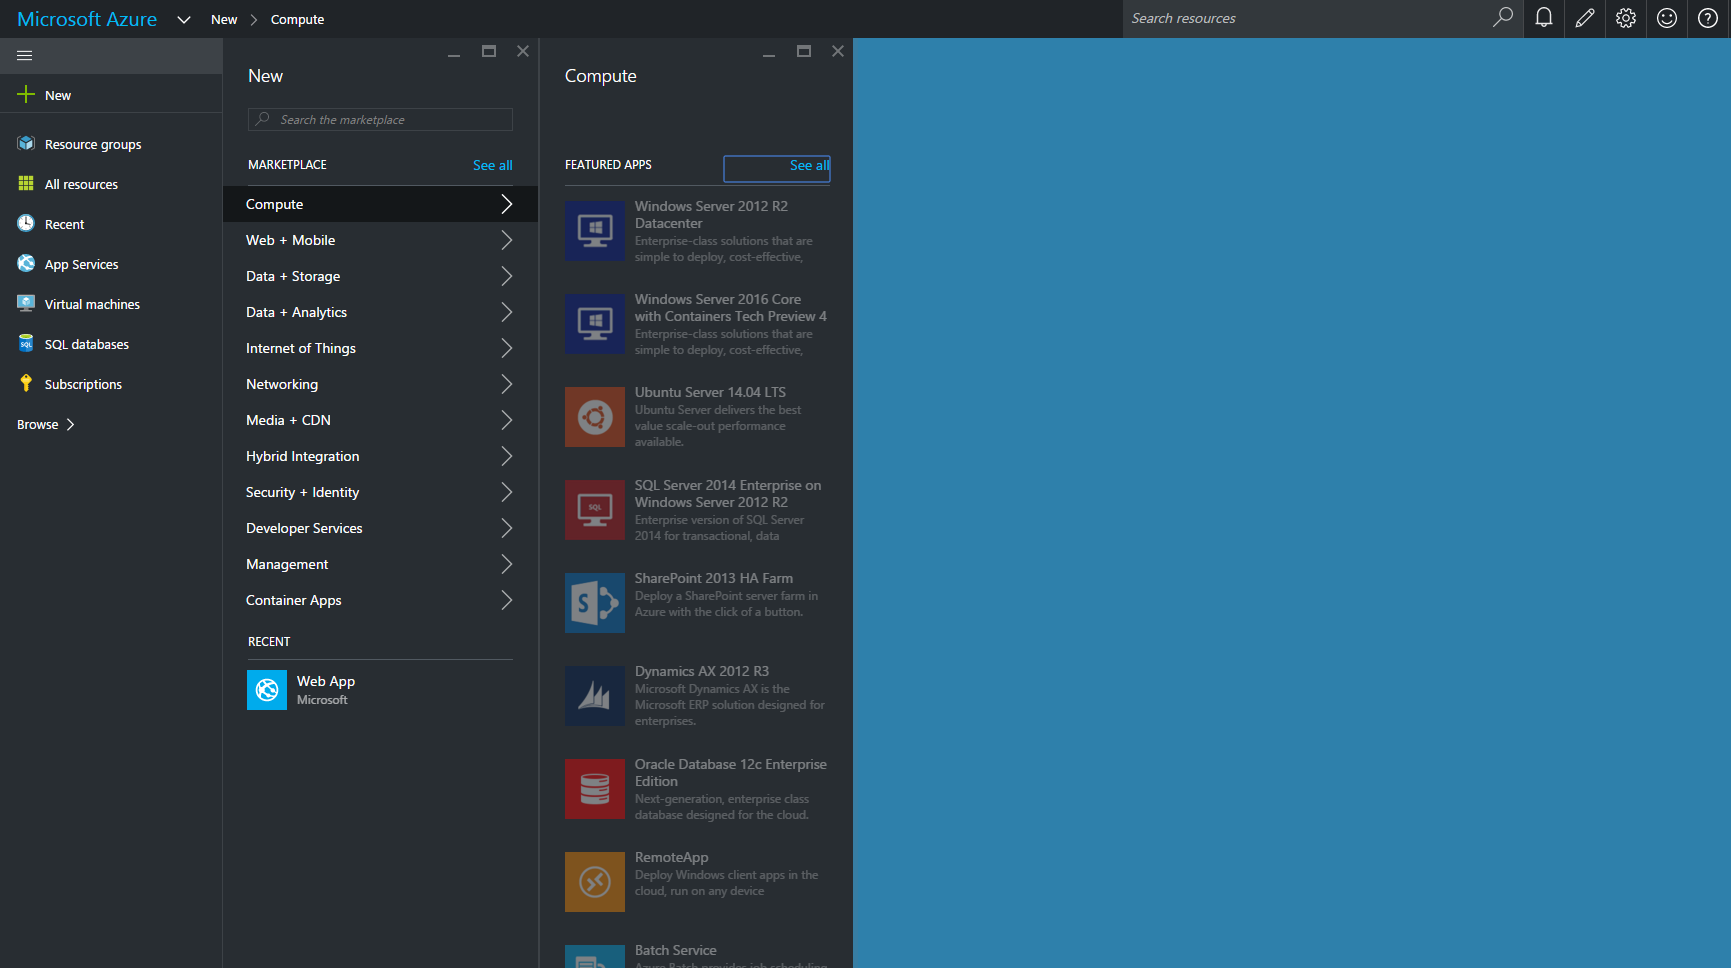 Microsoft Azure
New
Compute
Search resources
New
Resource groups
All resources
Recent
App Services
Virtual machines
SQL
SQL databases
Subscriptions
Browse
New
Search the marketplace
MARKETPLACE
See all
Compute
Web + Mobile
Data + Storage
Data + Analytics
Internet of Things
Networking
Media + CDN
Hybrid Integration
Security + Identity
Developer Services
Management
Container Apps
RECENT
Web App
Microsoft
Compute
FEATURED APPS
See all
Windows Server 2012 R2
Datacenter
Enterprise-class solutions that are
simple to deploy, cost-effective,
Windows Server 2016 Core
with Containers Tech Preview 4
Enterprise-class solutions that are
simple to deploy, cost-effective,
Ubuntu Server 14.04 LTS
Ubuntu Server delivers the best
value scale-out performance
available.
SQL
SQL Server 2014 Enterprise on
Windows Server 2012 R2
Enterprise version of SQL Server
2014 for transactional, data
S
SharePoint 2013 HA Farm
Deploy a SharePoint server farm in
Azure with the click of a button.
Dynamics AX 2012 R3
Microsoft Dynamics AX is the
Microsoft ERP solution designed for
enterprises.
Oracle Database 12c Enterprise
Edition
Next-generation, enterprise class
database designed for the cloud.
RemoteApp
Deploy Windows client apps in the
cloud, run on any device
Batch Service
Azure Batch provides job scheduling